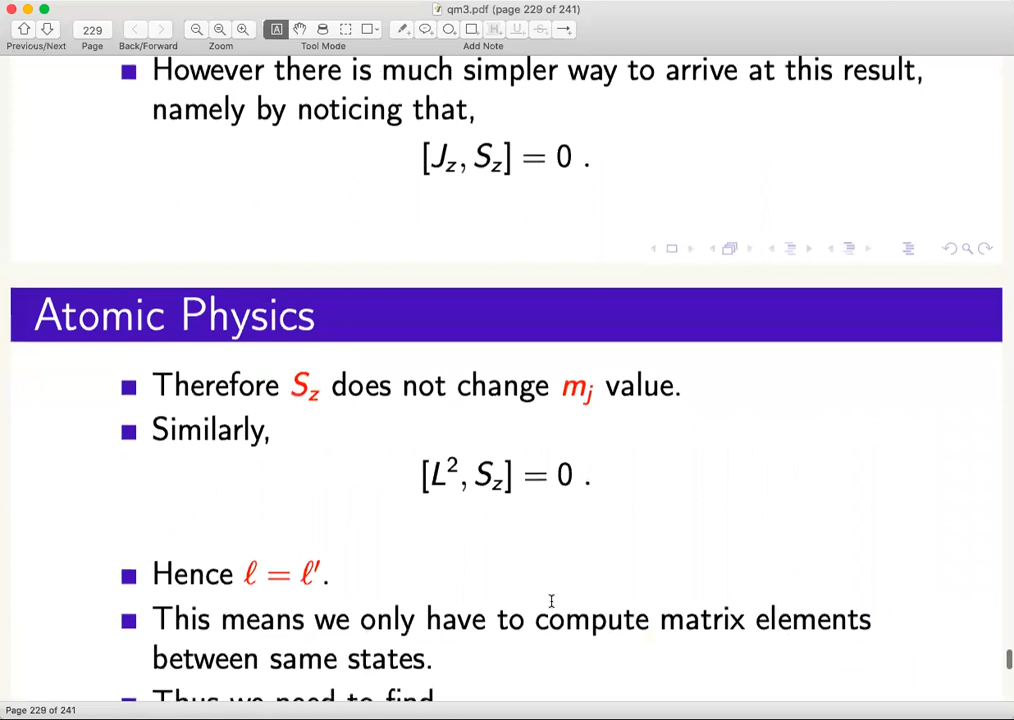 qm3.pdf (page 229 of 241)
229
Previous/Next Page Back/Forward Zoom Tool Mode Add Note
However there is much simpler way to arrive at this result,
namely by noticing that,
[J_z, S_z] = 0 .
Atomic Physics
Therefore S_z does not change m_j value.
Similarly,
[L², S_z] = 0 .
Hence ℓ = ℓ′.
This means we only have to compute matrix elements
between same states.
Thus we need to find
Page 229 of 241